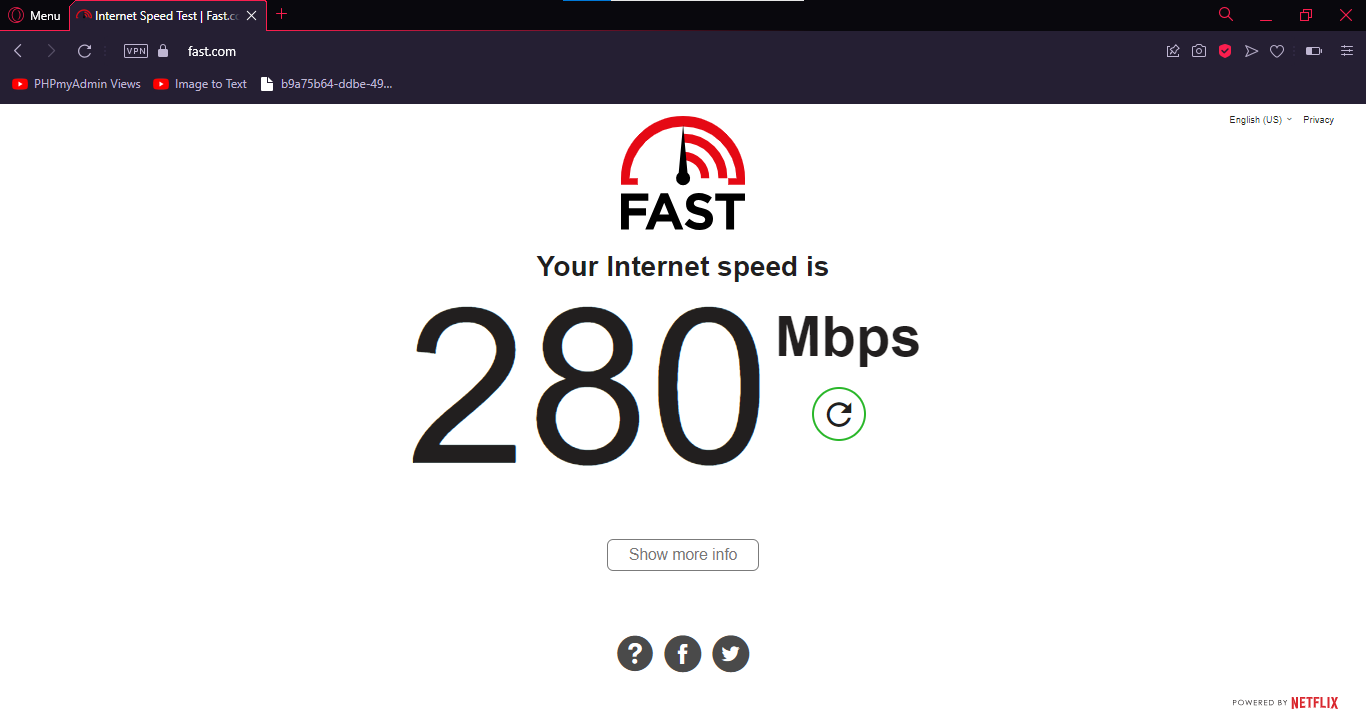 Menu
Internet Speed Test | Fast.co
VPN
fast.com
PHPmyAdmin Views
Image to Text
b9a75b64-ddbe-49...
English (US)
Privacy
FAST
Your Internet speed is
280 Mbps
Show more info
?
f
POWERED BY NETFLIX